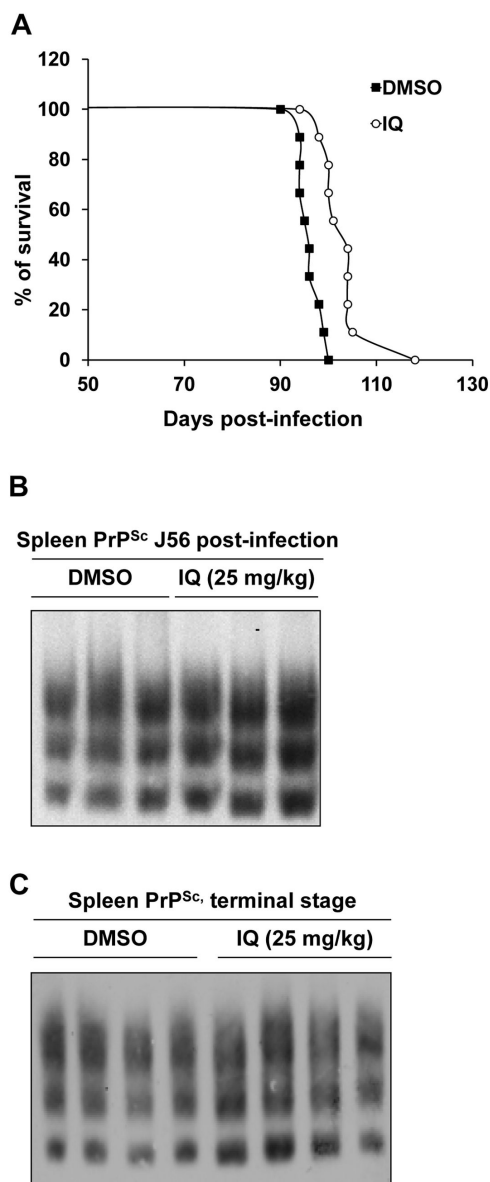 A
120
100
80
60
40
20
0
% of survival
DMSO
IQ
50 70 90 110 130
Days post-infection
B
Spleen PrPSc J56 post-infection
DMSO IQ (25 mg/kg)
C
Spleen PrPSc, terminal stage
DMSO IQ (25 mg/kg)